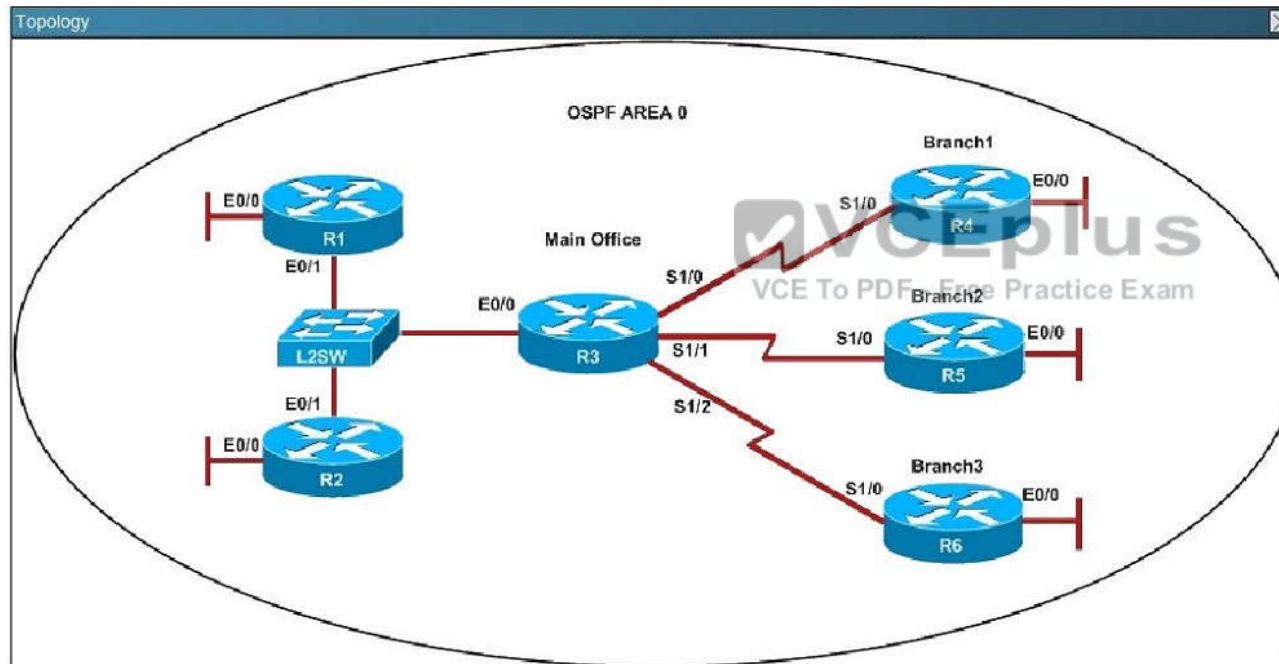 Topology
OSPF AREA 0
Branch1
E0/0
R1
E0/1
S1/0
E0/0
R4
Main Office
S1/0
VCEplus
VCE To PDF - Free Practice Exam
Branch2
E0/0
L2SW
R3
S1/1
S1/0
E0/0
R5
S1/2
E0/1
E0/0
R2
Branch3
S1/0
E0/0
R6